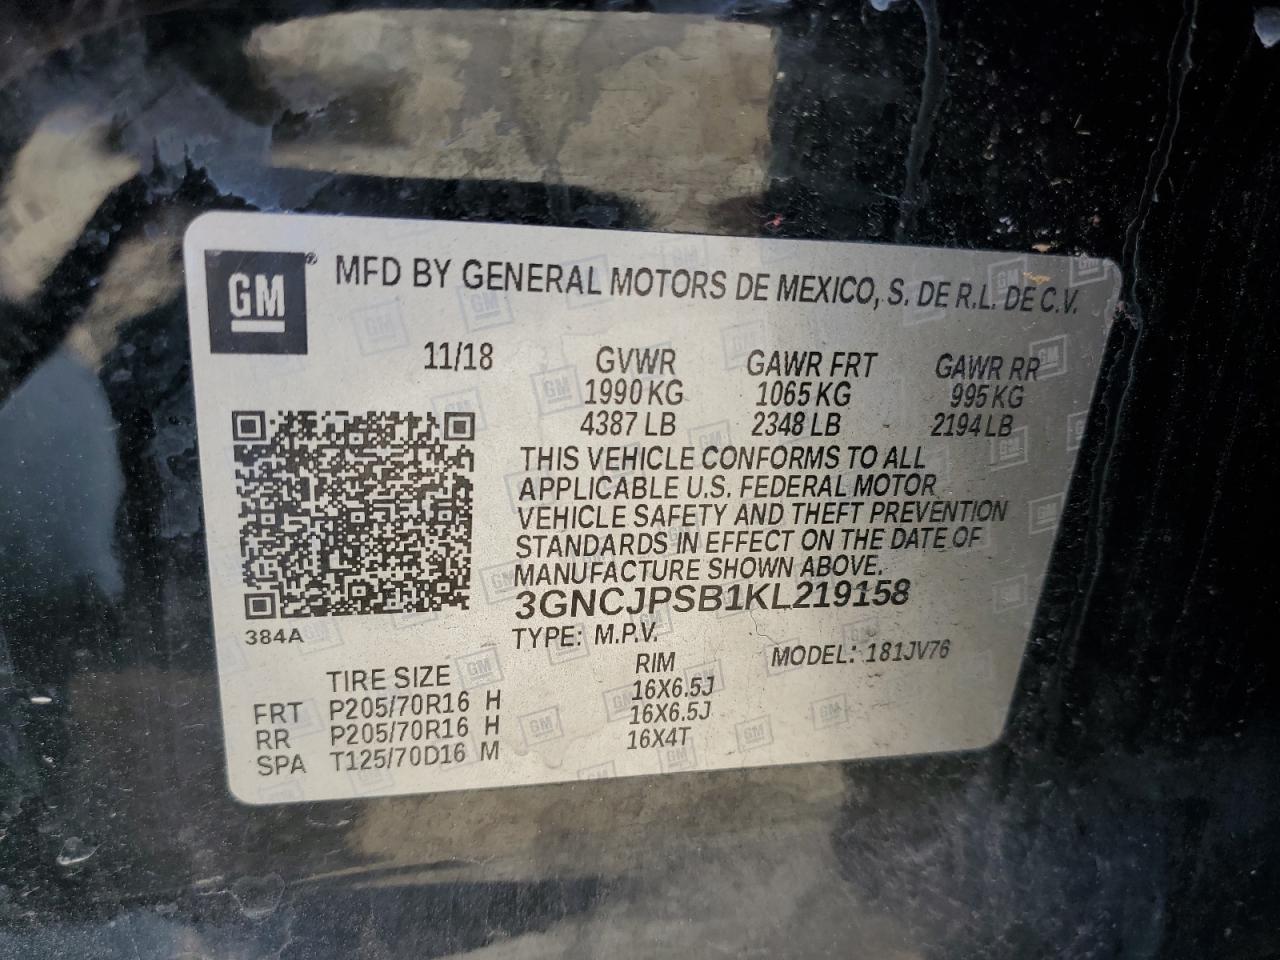 GM ® MFD BY GENERAL MOTORS DE MEXICO, S. DE R.L. DE C.V.
11/18 GVWR GAWR FRT GAWR RR
1990 KG 1065 KG 995 KG
4387 LB 2348 LB 2194 LB
THIS VEHICLE CONFORMS TO ALL
APPLICABLE U.S. FEDERAL MOTOR
VEHICLE SAFETY AND THEFT PREVENTION
STANDARDS IN EFFECT ON THE DATE OF
MANUFACTURE SHOWN ABOVE.
3GNCJPSB1KL219158
384A TYPE: M.P.V. MODEL: 181JV76
TIRE SIZE RIM
FRT P205/70R16 H 16X6.5J
RR P205/70R16 H 16X6.5J
SPA T125/70D16 M 16X4T